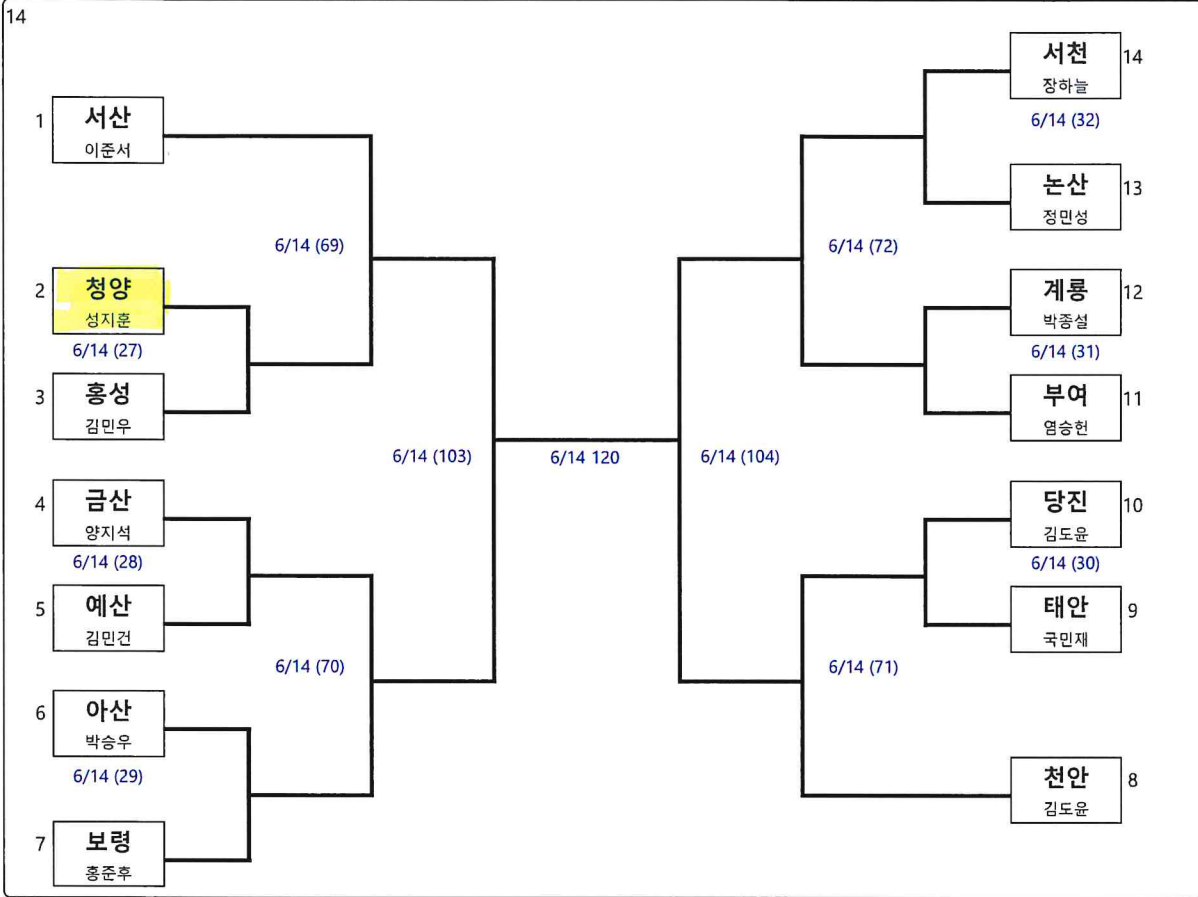 14
1
서산
이준서
6/14 (69)
2
청양
성지훈
6/14 (27)
3
홍성
김민우
6/14 (103)
4
금산
양지석
6/14 (28)
5
예산
김민건
6/14 (70)
6
아산
박승우
6/14 (29)
7
보령
홍준후
6/14 120
서천
장하늘
14
6/14 (32)
논산
정민성
13
6/14 (72)
계룡
박종설
12
6/14 (31)
부여
염승헌
11
6/14 (104)
당진
김도윤
10
6/14 (30)
태안
국민재
9
6/14 (71)
천안
김도윤
8